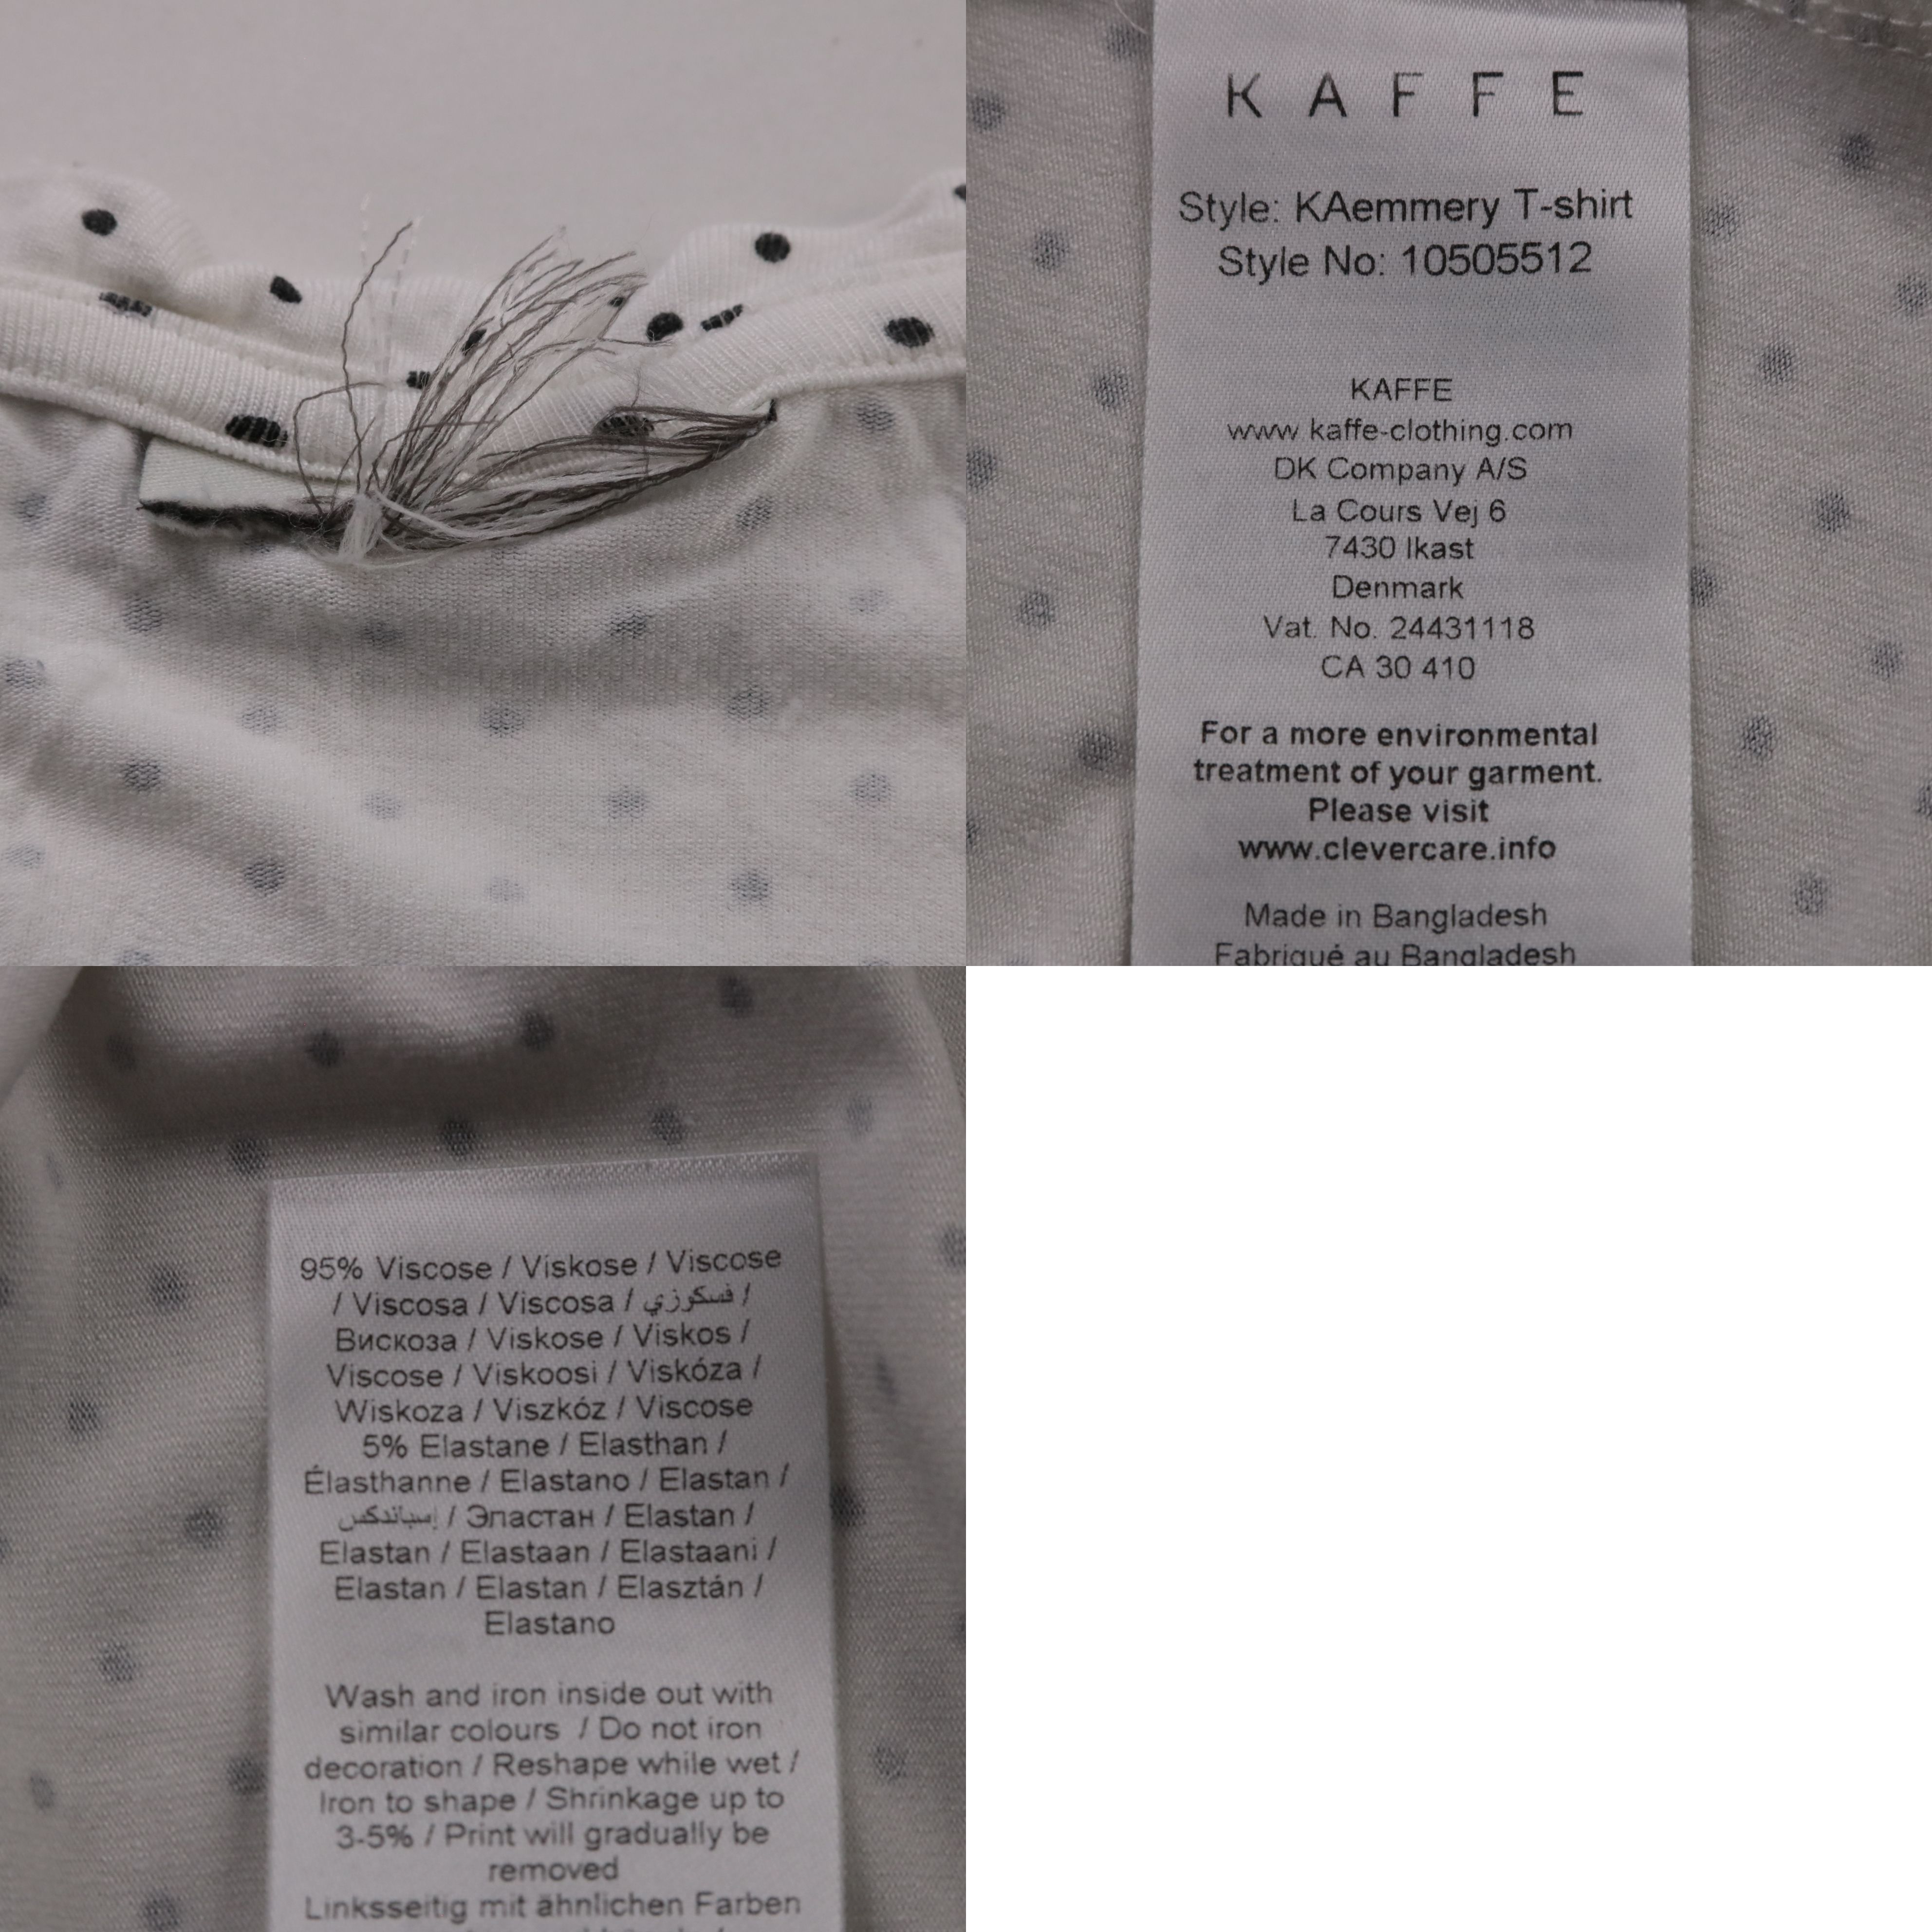 K A F F E
Style: KAemmery T-shirt
Style No: 10505512
KAFFE
www.kaffe-clothing.com
DK Company A/S
La Cours Vej 6
7430 Ikast
Denmark
Vat. No. 24431118
CA 30 410
For a more environmental
treatment of your garment.
Please visit
www.clevercare.info
Made in Bangladesh
Fabriqué au Bangladesh
95% Viscose / Viskose / Viscose
/ Viscosa / Viscosa / فسكوزي /
Вискоза / Viskose / Viskos /
Viscose / Viskoosi / Viskóza /
Wiskoza / Viszkóz / Viscose
5% Elastane / Elasthan /
Élasthanne / Elastano / Elastan /
إسباندكس / Эластан / Elastan /
Elastan / Elastaan / Elastaani /
Elastan / Elastan / Elasztán /
Elastano
Wash and iron inside out with
similar colours / Do not iron
decoration / Reshape while wet /
Iron to shape / Shrinkage up to
3-5% / Print will gradually be
removed
Linksseitig mit ähnlichen Farben